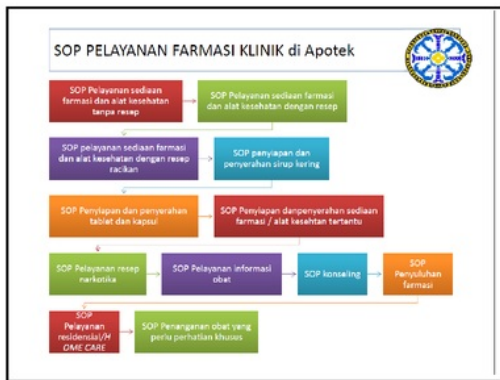 SOP PELAYANAN FARMASI KLINIK di Apotek
SOP Pelayanan sediaan
farmasi dan alat kesehatan
tanpa resep
SOP Pelayanan sediaan farmasi
dan alat kesehatan dengan resep
SOP pelayanan sediaan farmasi
dan alat kesehatan dengan resep
racikan
SOP penyiapan dan
penyerahan sirup kering
SOP Penyiapan dan penyerahan
tablet dan kapsul
SOP Penyiapan danpenyerahan sediaan
farmasi / alat kesehtan tertentu
SOP Pelayanan resep
narkotika
SOP Pelayanan informasi
obat
SOP konseling
SOP
Penyuluhan
farmasi
SOP
Pelayanan
residensial/H
OME CARE
SOP Penanganan obat yang
perlu perhatian khusus